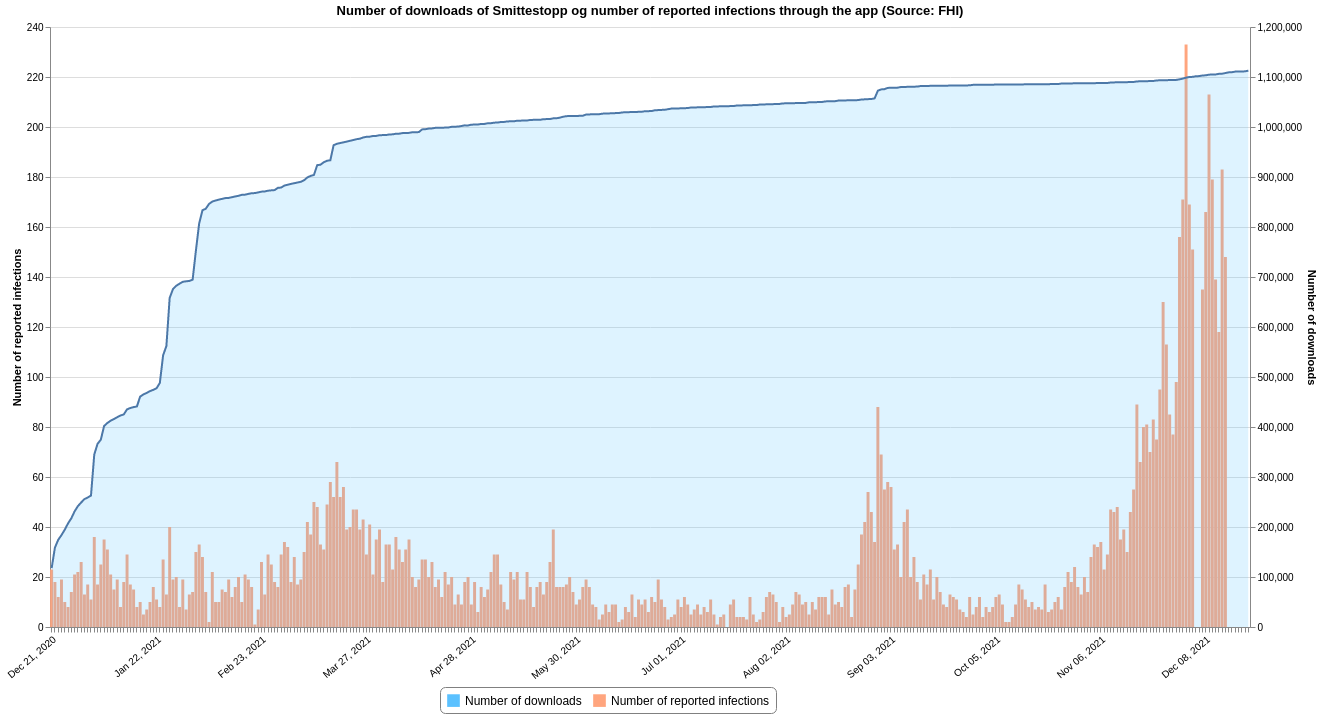 Number of downloads of Smittestopp og number of reported infections through the app (Source: FHI)
240
220
200
180
160
140
120
100
80
60
40
20
0
Number of reported infections
1,200,000
1,100,000
1,000,000
900,000
800,000
700,000
600,000
500,000
400,000
300,000
200,000
100,000
0
Number of downloads
Dec 21, 2020
Jan 22, 2021
Feb 23, 2021
Mar 27, 2021
Apr 28, 2021
May 30, 2021
Jul 01, 2021
Aug 02, 2021
Sep 03, 2021
Oct 05, 2021
Nov 06, 2021
Dec 08, 2021
Number of downloads
Number of reported infections